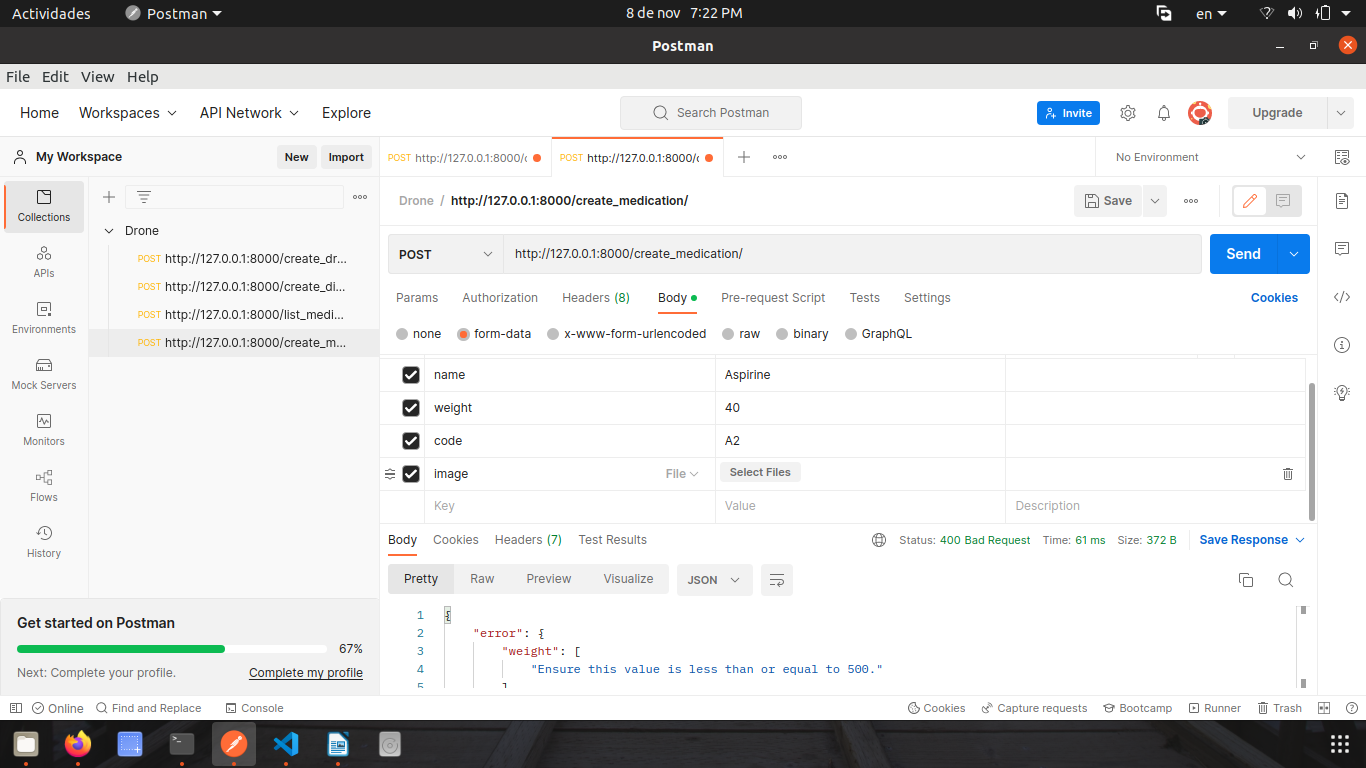 Actividades Postman 8 de nov 7:22 PM en
Postman
File Edit View Help
Home Workspaces API Network Explore Search Postman Invite Upgrade
My Workspace New Import POST http://127.0.0.1:8000/c POST http://127.0.0.1:8000/c No Environment
Collections
APIs
Environments
Mock Servers
Monitors
Flows
History
Drone
POST http://127.0.0.1:8000/create_dr...
POST http://127.0.0.1:8000/create_di...
POST http://127.0.0.1:8000/list_medi...
POST http://127.0.0.1:8000/create_m...
Get started on Postman
67%
Next: Complete your profile. Complete my profile
Drone / http://127.0.0.1:8000/create_medication/ Save
POST http://127.0.0.1:8000/create_medication/ Send
Params Authorization Headers (8) Body Pre-request Script Tests Settings Cookies
none form-data x-www-form-urlencoded raw binary GraphQL
name Aspirine
weight 40
code A2
image File Select Files
Key Value Description
Body Cookies Headers (7) Test Results Status: 400 Bad Request Time: 61 ms Size: 372 B Save Response
Pretty Raw Preview Visualize JSON
1 {
2 "error": {
3 "weight": [
4 "Ensure this value is less than or equal to 500."
5 ]
Online Find and Replace Console Cookies Capture requests Bootcamp Runner Trash